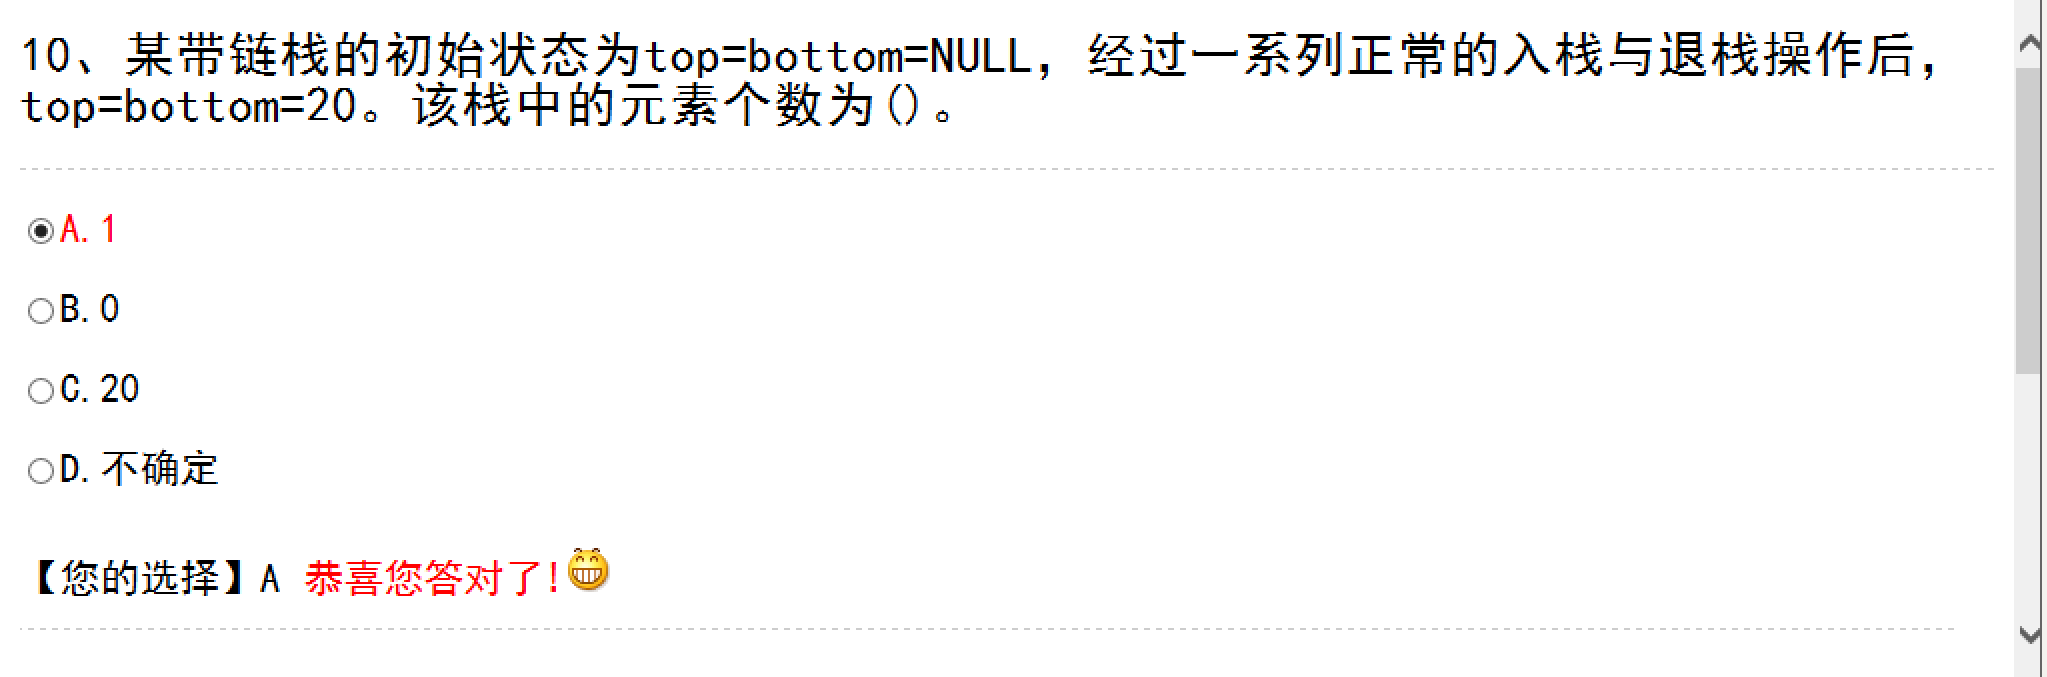 10、某带链栈的初始状态为top=bottom=NULL，经过一系列正常的入栈与退栈操作后，
top=bottom=20。该栈中的元素个数为()。
A.1
B.0
C.20
D.不确定
【您的选择】A 恭喜您答对了!